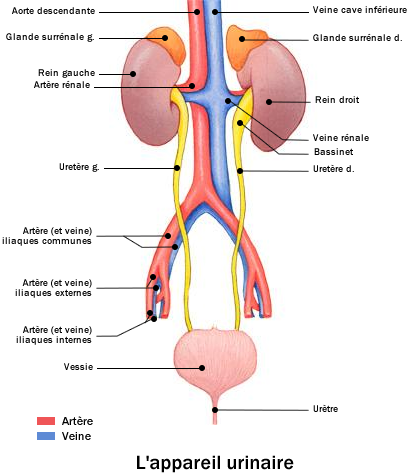 Aorte descendante
Veine cave inférieure
Glande surrénale g.
Glande surrénale d.
Rein gauche
Artère rénale
Rein droit
Veine rénale
Bassinet
Uretère g.
Uretère d.
Artère (et veine)
iliaques communes
Artère (et veine)
iliaques externes
Artère (et veine)
iliaques internes
Vessie
Urètre
Artère
Veine
L'appareil urinaire